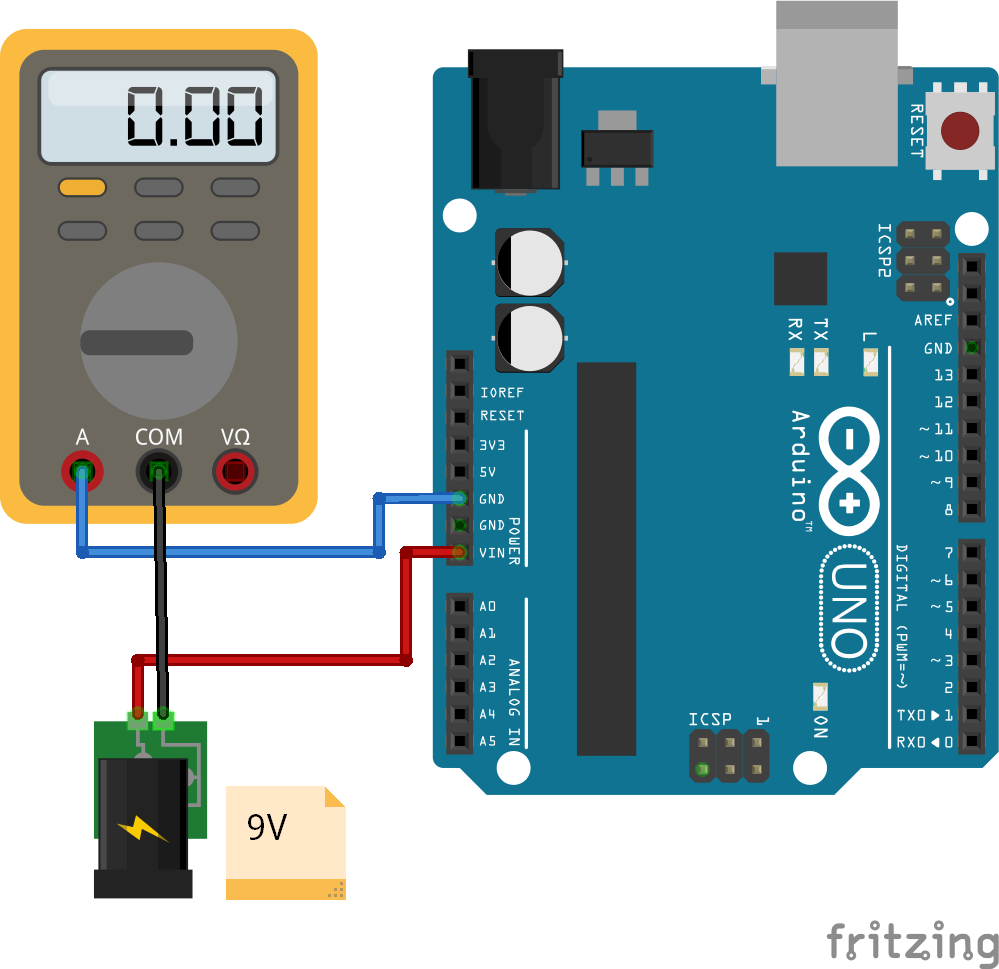 0.00
A COM VΩ
9V
RESET
ICSP2
AREF
GND
13
12
~11
~10
~9
8
7
~6
~5
4
~3
2
TX0▶1
RX0◀0
DIGITAL (PWM=~)
RX
TX
L
Arduino™
UNO
ON
ICSP
1
IOREF
RESET
3V3
5V
GND
GND
VIN
POWER
A0
A1
A2
A3
A4
A5
ANALOG IN
fritzing